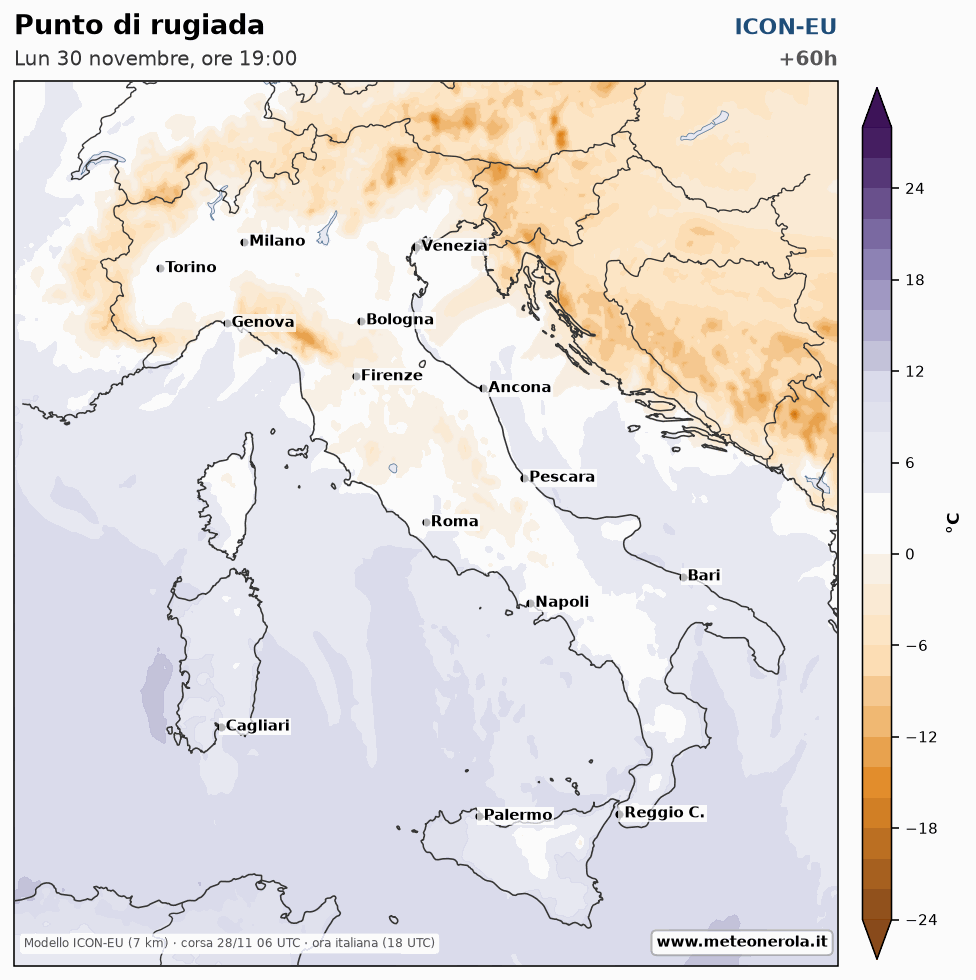 Punto di rugiada
ICON-EU
Lun 30 novembre, ore 19:00
+60h
Milano
Venezia
Torino
Genova
Bologna
Firenze
Ancona
Pescara
Roma
Bari
Napoli
Cagliari
Palermo
Reggio C.
24
18
12
6
0
−6
−12
−18
−24
°C
Modello ICON-EU (7 km) · corsa 28/11 06 UTC · ora italiana (18 UTC)
www.meteonerola.it